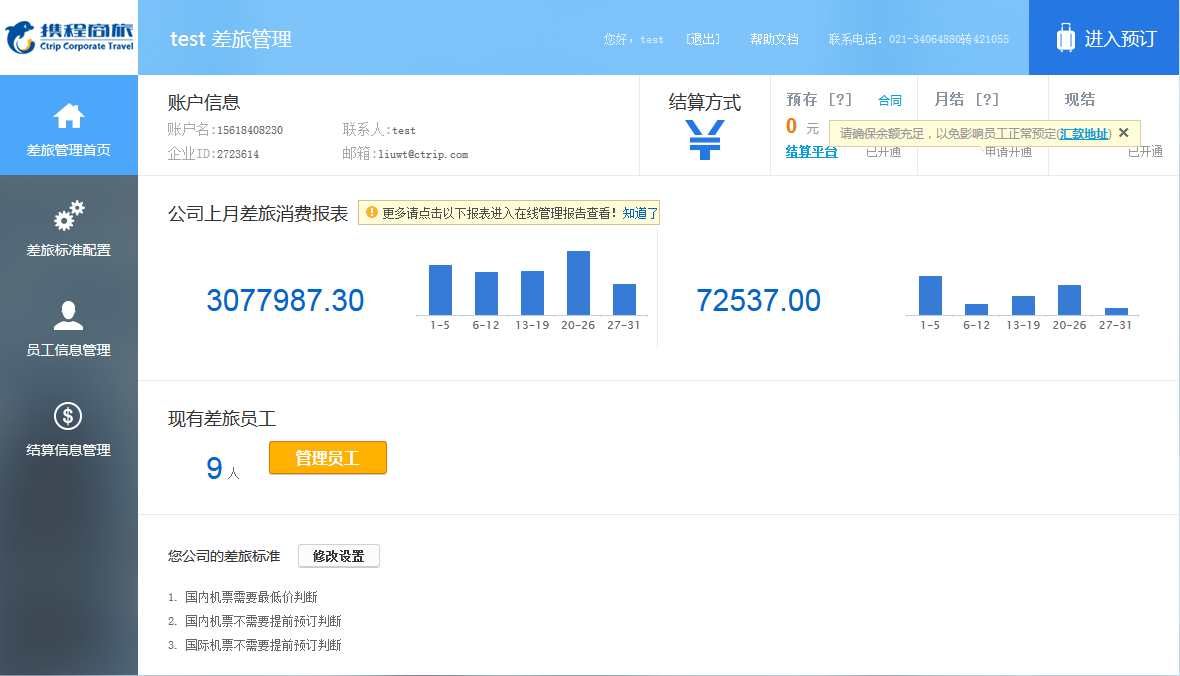 携程商旅
Ctrip Corporate Travel
test 差旅管理
您好，test [退出] 帮助文档 联系电话：021-34064880转421055
进入预订
差旅管理首页
差旅标准配置
员工信息管理
结算信息管理
账户信息
账户名:15618408230 联系人:test
企业ID:2723614 邮箱:liuwt@ctrip.com
结算方式
¥
预存 [?] 合同
0 元
结算平台 已开通
月结 [?]
申请开通
现结
已开通
请确保余额充足，以免影响员工正常预定(汇款地址) ×
公司上月差旅消费报表
更多请点击以下报表进入在线管理报告查看！知道了
3077987.30
1-5 6-12 13-19 20-26 27-31
72537.00
1-5 6-12 13-19 20-26 27-31
现有差旅员工
9 人 管理员工
您公司的差旅标准 修改设置
1. 国内机票需要最低价判断
2. 国内机票不需要提前预订判断
3. 国际机票不需要提前预订判断